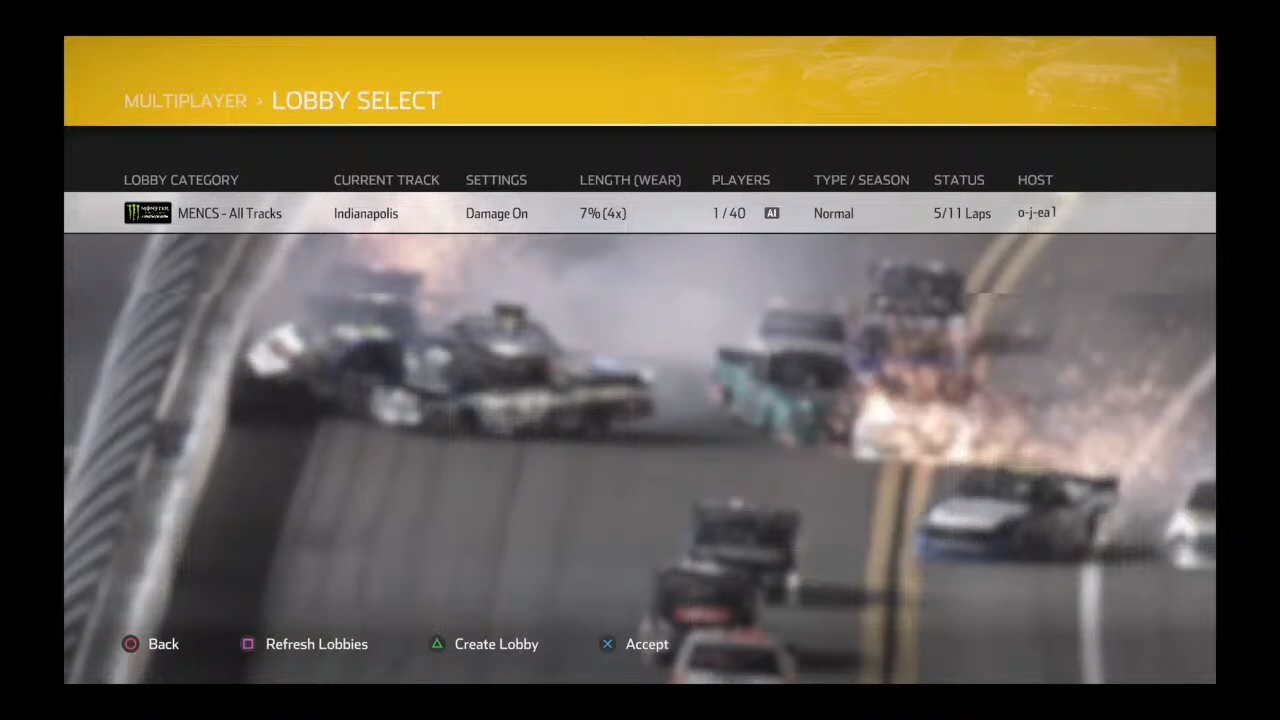 MULTIPLAYER › LOBBY SELECT
LOBBY CATEGORY CURRENT TRACK SETTINGS LENGTH (WEAR) PLAYERS TYPE / SEASON STATUS HOST
MONSTER MENCS - All Tracks Indianapolis Damage On 7% (4x) 1 / 40 AI Normal 5/11 Laps o-j-ea1
Back Refresh Lobbies Create Lobby Accept